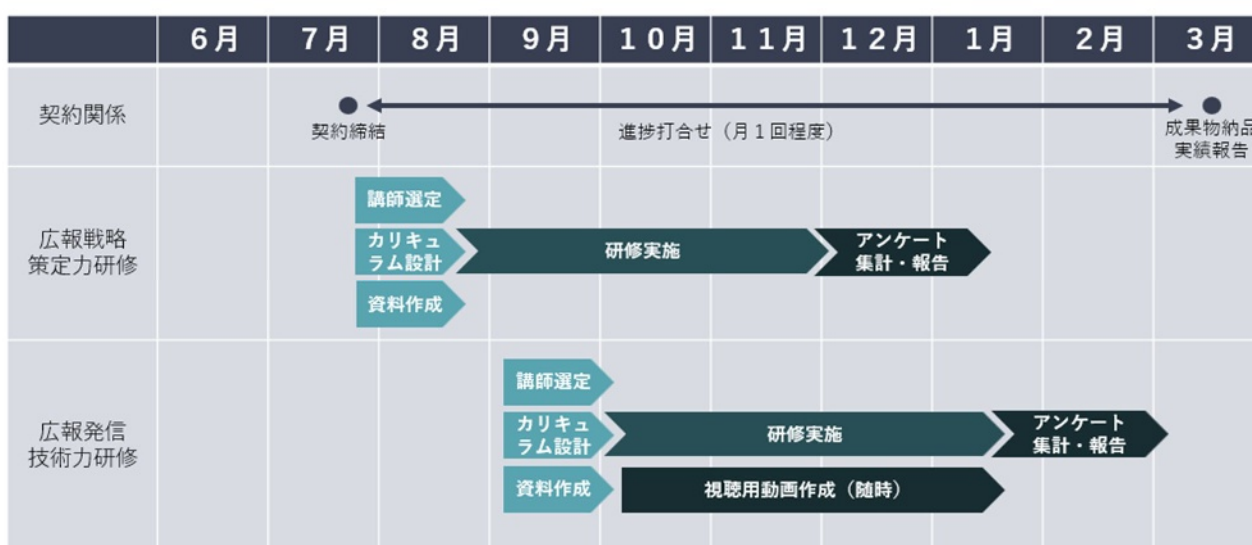 6月 7月 8月 9月 10月 11月 12月 1月 2月 3月
契約関係
契約締結
進捗打合せ（月１回程度）
成果物納品
実績報告
広報戦略
策定力研修
講師選定
カリキュ
ラム設計
資料作成
研修実施
アンケート
集計・報告
広報発信
技術力研修
講師選定
カリキュ
ラム設計
資料作成
研修実施
アンケート
集計・報告
視聴用動画作成（随時）